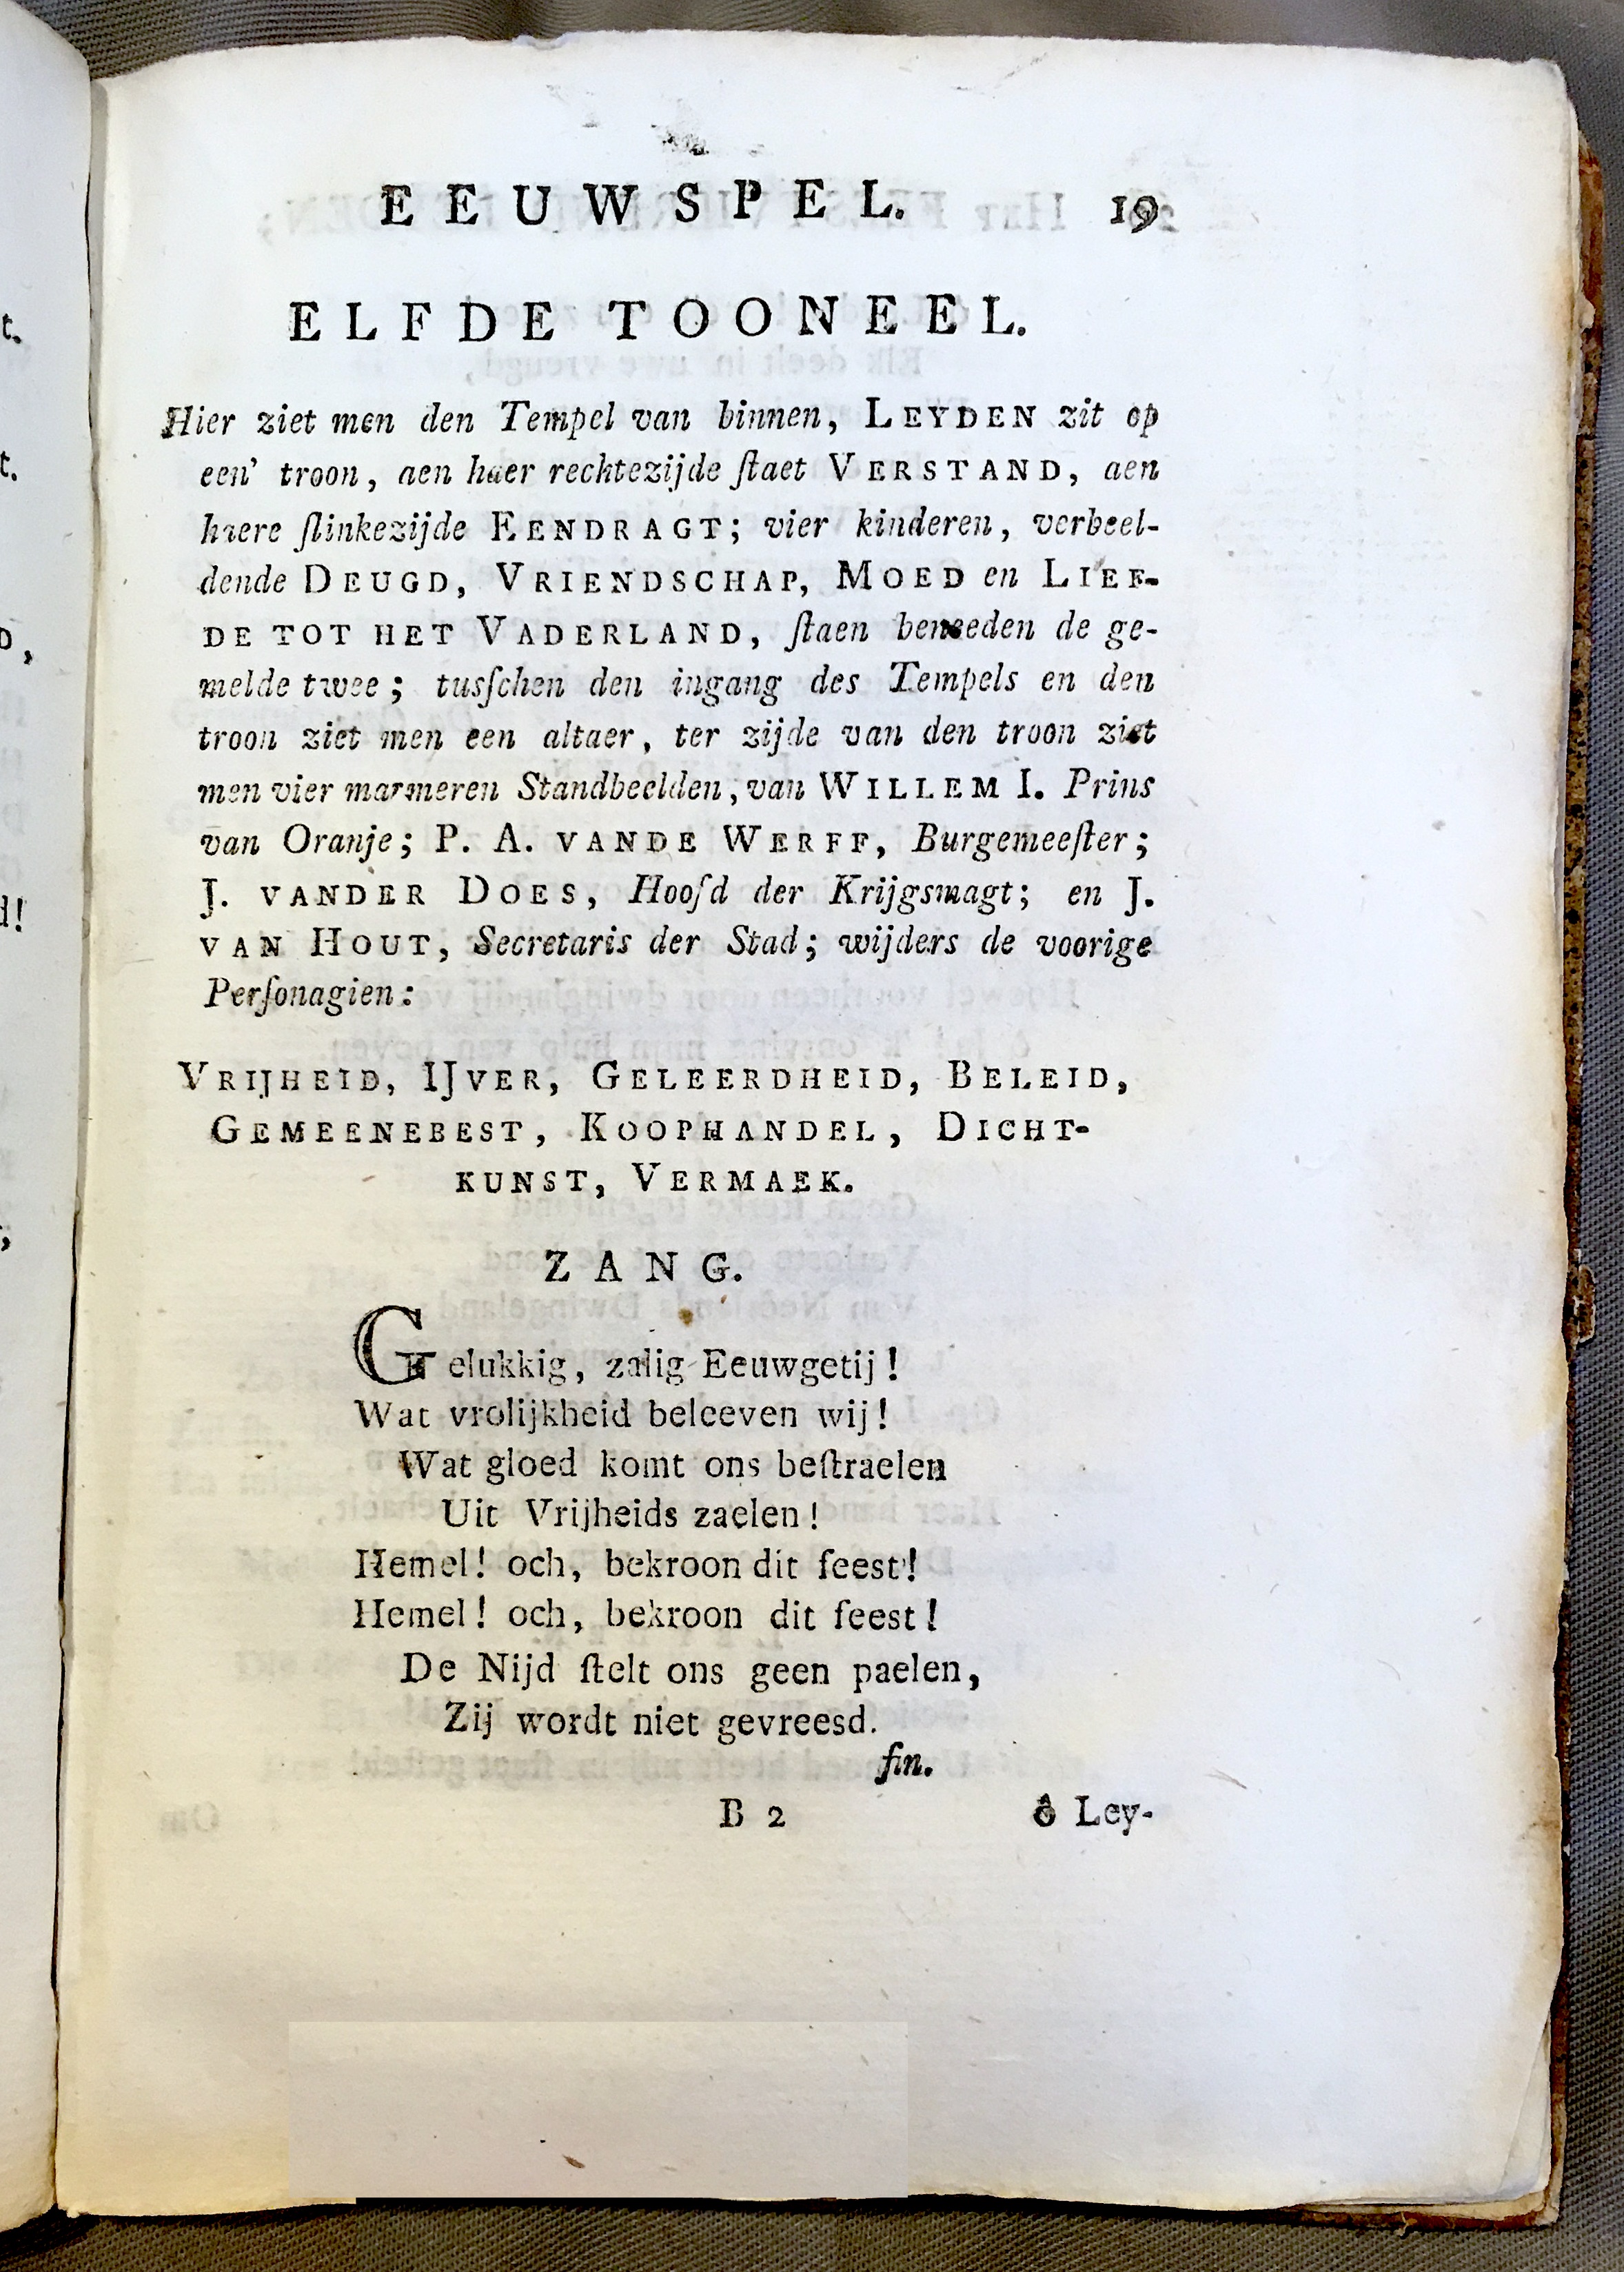 EEUWSPEL. 19
ELFDE TOONEEL.
Hier ziet men den Tempel van binnen, LEYDEN zit op
een' troon, aen haer rechtezijde ſtaet VERSTAND, aen
haere ſlinkezijde EENDRAGT; vier kinderen, verbeel-
dende DEUGD, VRIENDSCHAP, MOED en LIEF-
DE TOT HET VADERLAND, ſtaen beneeden de ge-
melde twee; tusſchen den ingang des Tempels en den
troon ziet men een altaer, ter zijde van den troon ziet
men vier marmeren Standbeelden, van WILLEM I. Prins
van Oranje; P. A. VANDE WERFF, Burgemeeſter;
J. VANDER DOES, Hoofd der Krijgsmagt; en J.
VAN HOUT, Secretaris der Stad; wijders de voorige
Perſonagien:
VRIJHEID, IJVER, GELEERDHEID, BELEID,
GEMEENEBEST, KOOPHANDEL, DICHT-
KUNST, VERMAEK.
ZANG.
Gelukkig, zalig Eeuwgetij!
Wat vrolijkheid beleeven wij!
Wat gloed komt ons beſtraelen
Uit Vrijheids zaelen!
Hemel! och, bekroon dit feest!
Hemel! och, bekroon dit feest!
De Nijd ſtelt ons geen paelen,
Zij wordt niet gevreesd.
fin.
B 2 ô Ley-
t.
t.
D,
d!
;